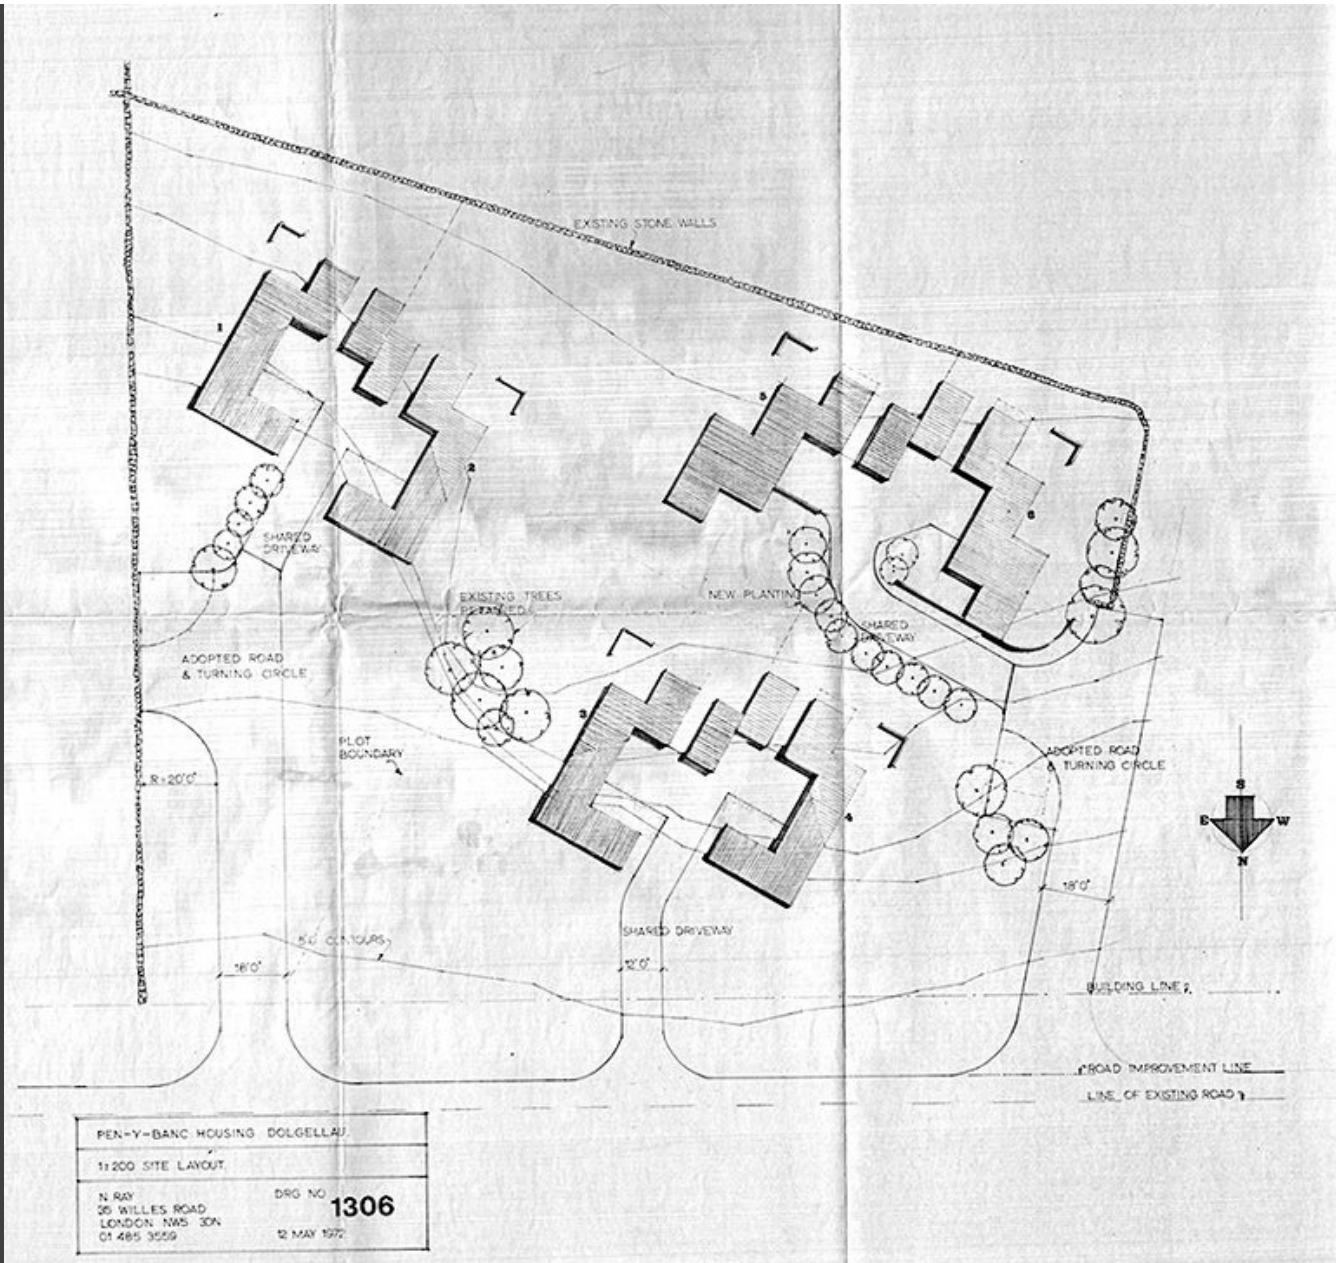 EXISTING STONE WALLS
1
5
2
6
SHARED
DRIVEWAY
EXISTING TREES
RETAINED
NEW PLANTING
SHARED
DRIVEWAY
ADOPTED ROAD
& TURNING CIRCLE
3
PLOT
BOUNDARY
ADOPTED ROAD
& TURNING CIRCLE
R=20'0"
S
E W
N
4
18'0"
SHARED DRIVEWAY
5'0" CONTOURS
18'0"
12'0"
BUILDING LINE
ROAD IMPROVEMENT LINE
LINE OF EXISTING ROAD
PEN-Y-BANC HOUSING DOLGELLAU.
1:200 SITE LAYOUT.
N RAY
35 WILLES ROAD
LONDON NW5 3DN
01 485 3559
DRG NO 1306
12 MAY 1972